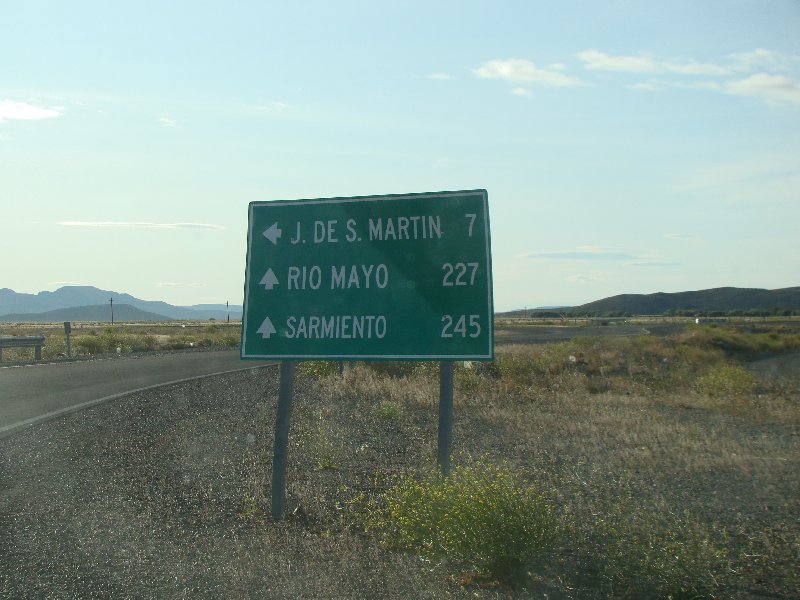 J. DE S. MARTIN 7
RIO MAYO 227
SARMIENTO 245